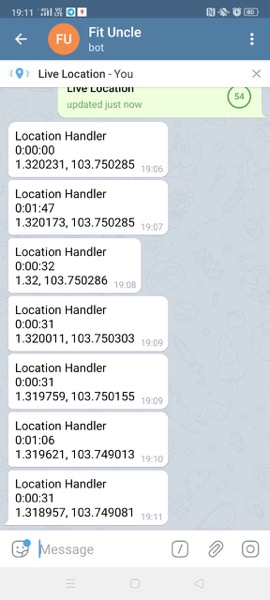 19:11
60
FU
Fit Uncle
bot
Live Location - You
Live Location
updated just now
54
Location Handler
0:00:00
1.320231, 103.750285 19:06
Location Handler
0:01:47
1.320173, 103.750285 19:07
Location Handler
0:00:32
1.32, 103.750286 19:08
Location Handler
0:00:31
1.320011, 103.750303 19:09
Location Handler
0:00:31
1.319759, 103.750155 19:09
Location Handler
0:01:06
1.319621, 103.749013 19:10
Location Handler
0:00:31
1.318957, 103.749081 19:11
Message